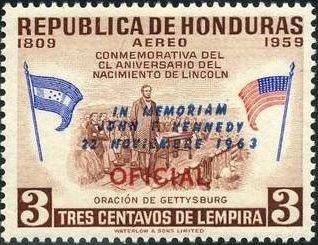 REPUBLICA DE HONDURAS
1809 AEREO 1959
CONMEMORATIVA DEL
CL ANIVERSARIO DEL
NACIMIENTO DE LINCOLN
IN MEMORIAM
JOHN F. KENNEDY
22 NOVIEMBRE 1963
OFICIAL
ORACIÓN DE GETTYSBURG
3 TRES CENTAVOS DE LEMPIRA 3
WATERLOW & SONS LIMITED